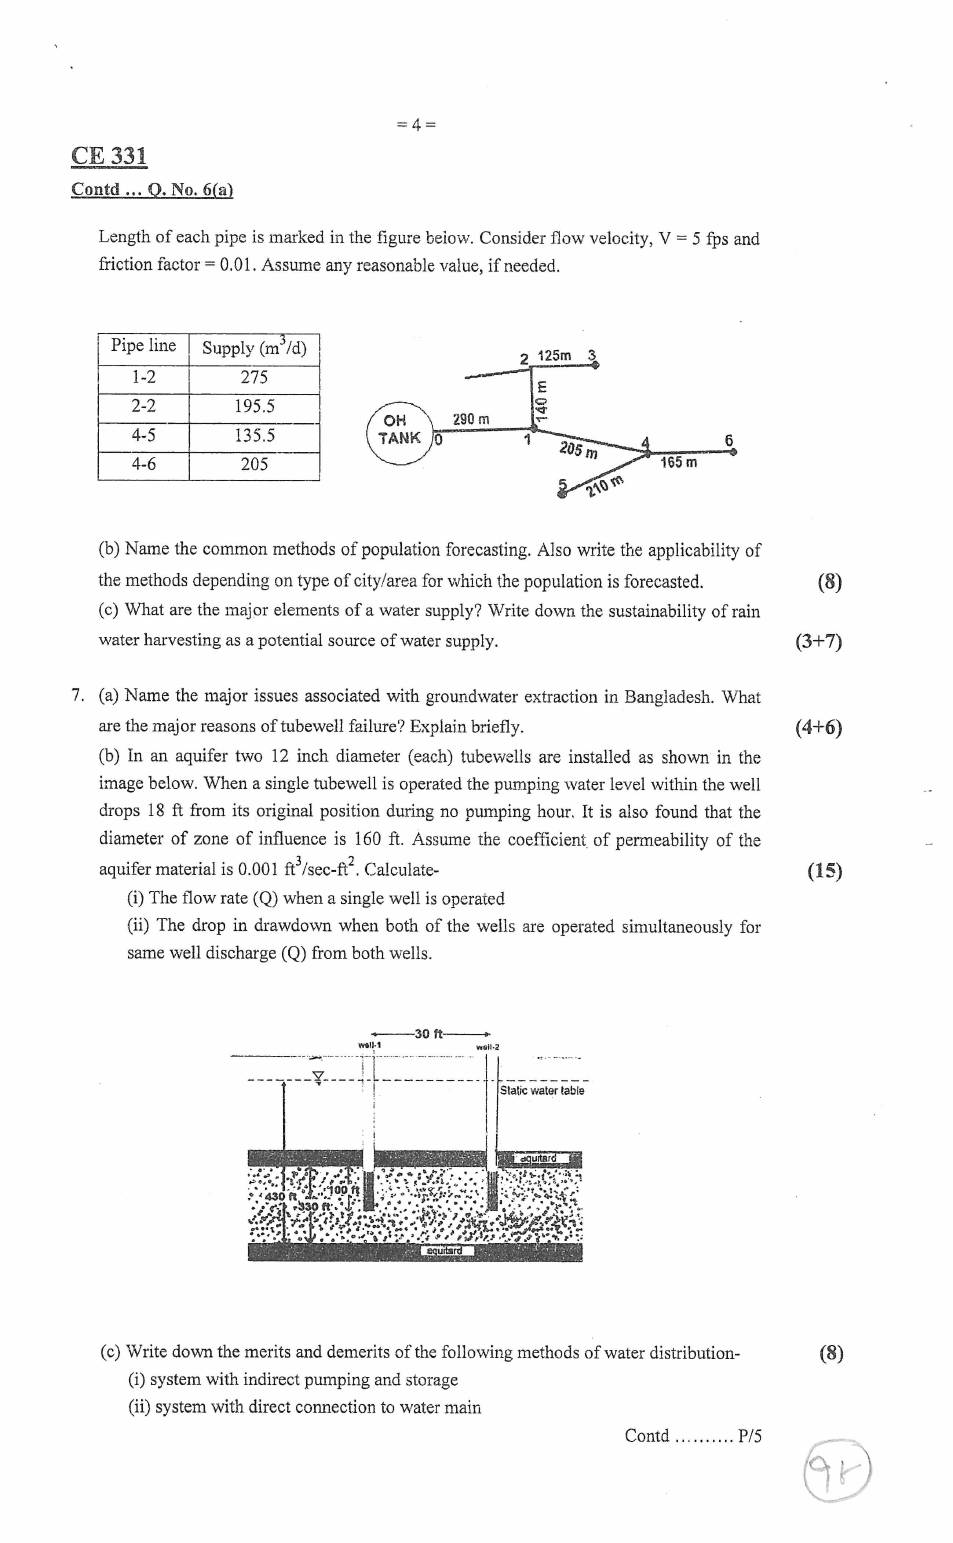 = 4 =
CE 331
Contd ... Q. No. 6(a)
Length of each pipe is marked in the figure below. Consider flow velocity, V = 5 fps and
friction factor = 0.01. Assume any reasonable value, if needed.
Pipe line Supply (m³/d)
1-2 275
2-2 195.5
4-5 135.5
4-6 205
2 125m 3
140 m
OH
TANK
0 290 m 1
205 m
4 6
165 m
5 210 m
(b) Name the common methods of population forecasting. Also write the applicability of
the methods depending on type of city/area for which the population is forecasted. (8)
(c) What are the major elements of a water supply? Write down the sustainability of rain
water harvesting as a potential source of water supply. (3+7)
7. (a) Name the major issues associated with groundwater extraction in Bangladesh. What
are the major reasons of tubewell failure? Explain briefly. (4+6)
(b) In an aquifer two 12 inch diameter (each) tubewells are installed as shown in the
image below. When a single tubewell is operated the pumping water level within the well
drops 18 ft from its original position during no pumping hour. It is also found that the
diameter of zone of influence is 160 ft. Assume the coefficient of permeability of the
aquifer material is 0.001 ft³/sec-ft². Calculate- (15)
(i) The flow rate (Q) when a single well is operated
(ii) The drop in drawdown when both of the wells are operated simultaneously for
same well discharge (Q) from both wells.
30 ft
well-1 well-2
Static water table
aquitard
430 ft 100 ft
330 ft
aquitard
(c) Write down the merits and demerits of the following methods of water distribution- (8)
(i) system with indirect pumping and storage
(ii) system with direct connection to water main
Contd .......... P/5